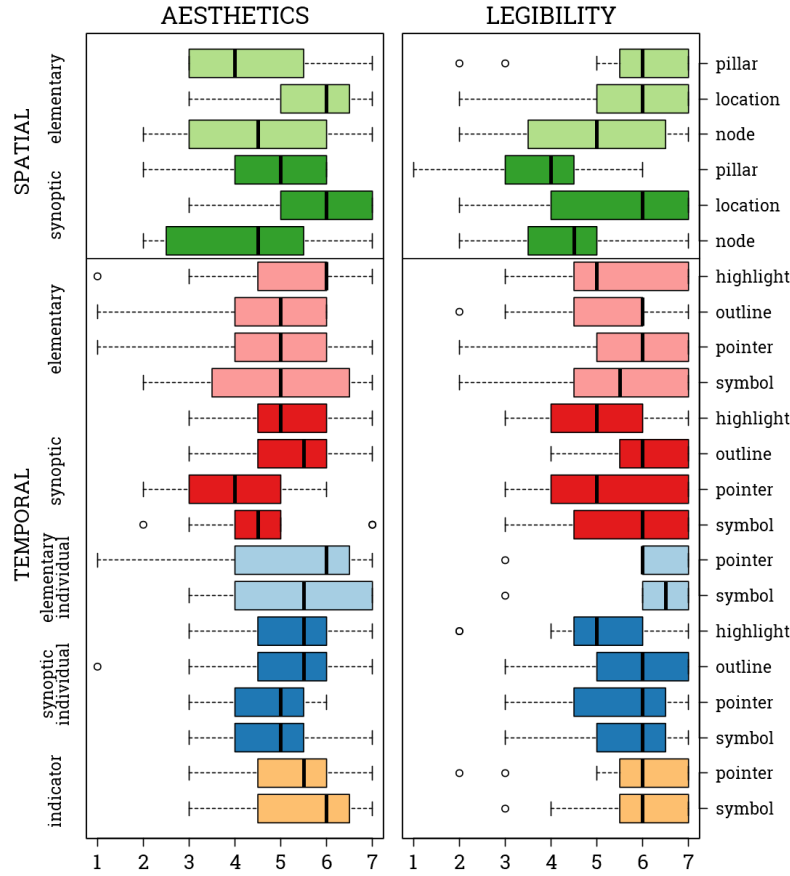 AESTHETICS
LEGIBILITY
SPATIAL
elementary
synoptic
pillar
location
node
pillar
location
node
TEMPORAL
elementary
synoptic
elementary
individual
synoptic
individual
indicator
highlight
outline
pointer
symbol
highlight
outline
pointer
symbol
pointer
symbol
highlight
outline
pointer
symbol
pointer
symbol
1 2 3 4 5 6 7
1 2 3 4 5 6 7